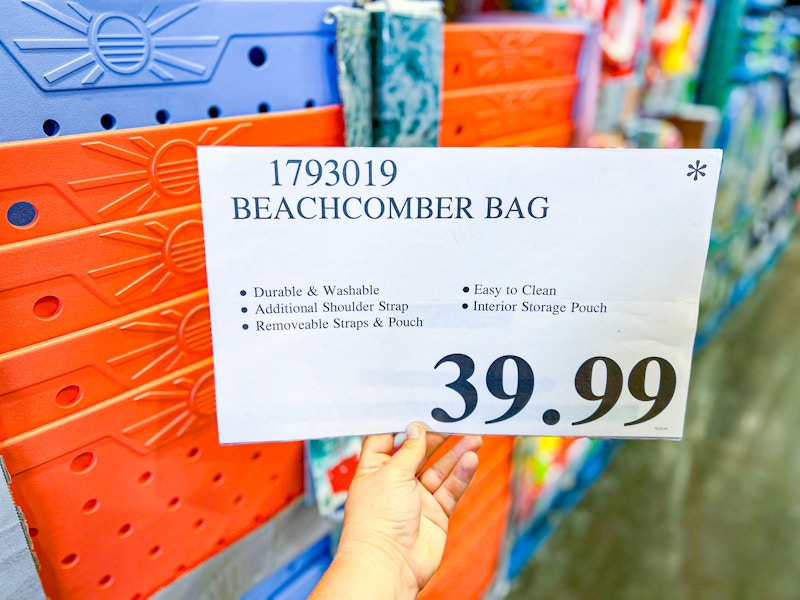 1793019
*
BEACHCOMBER BAG
• Durable & Washable
• Additional Shoulder Strap
• Removeable Straps & Pouch
• Easy to Clean
• Interior Storage Pouch
39.99